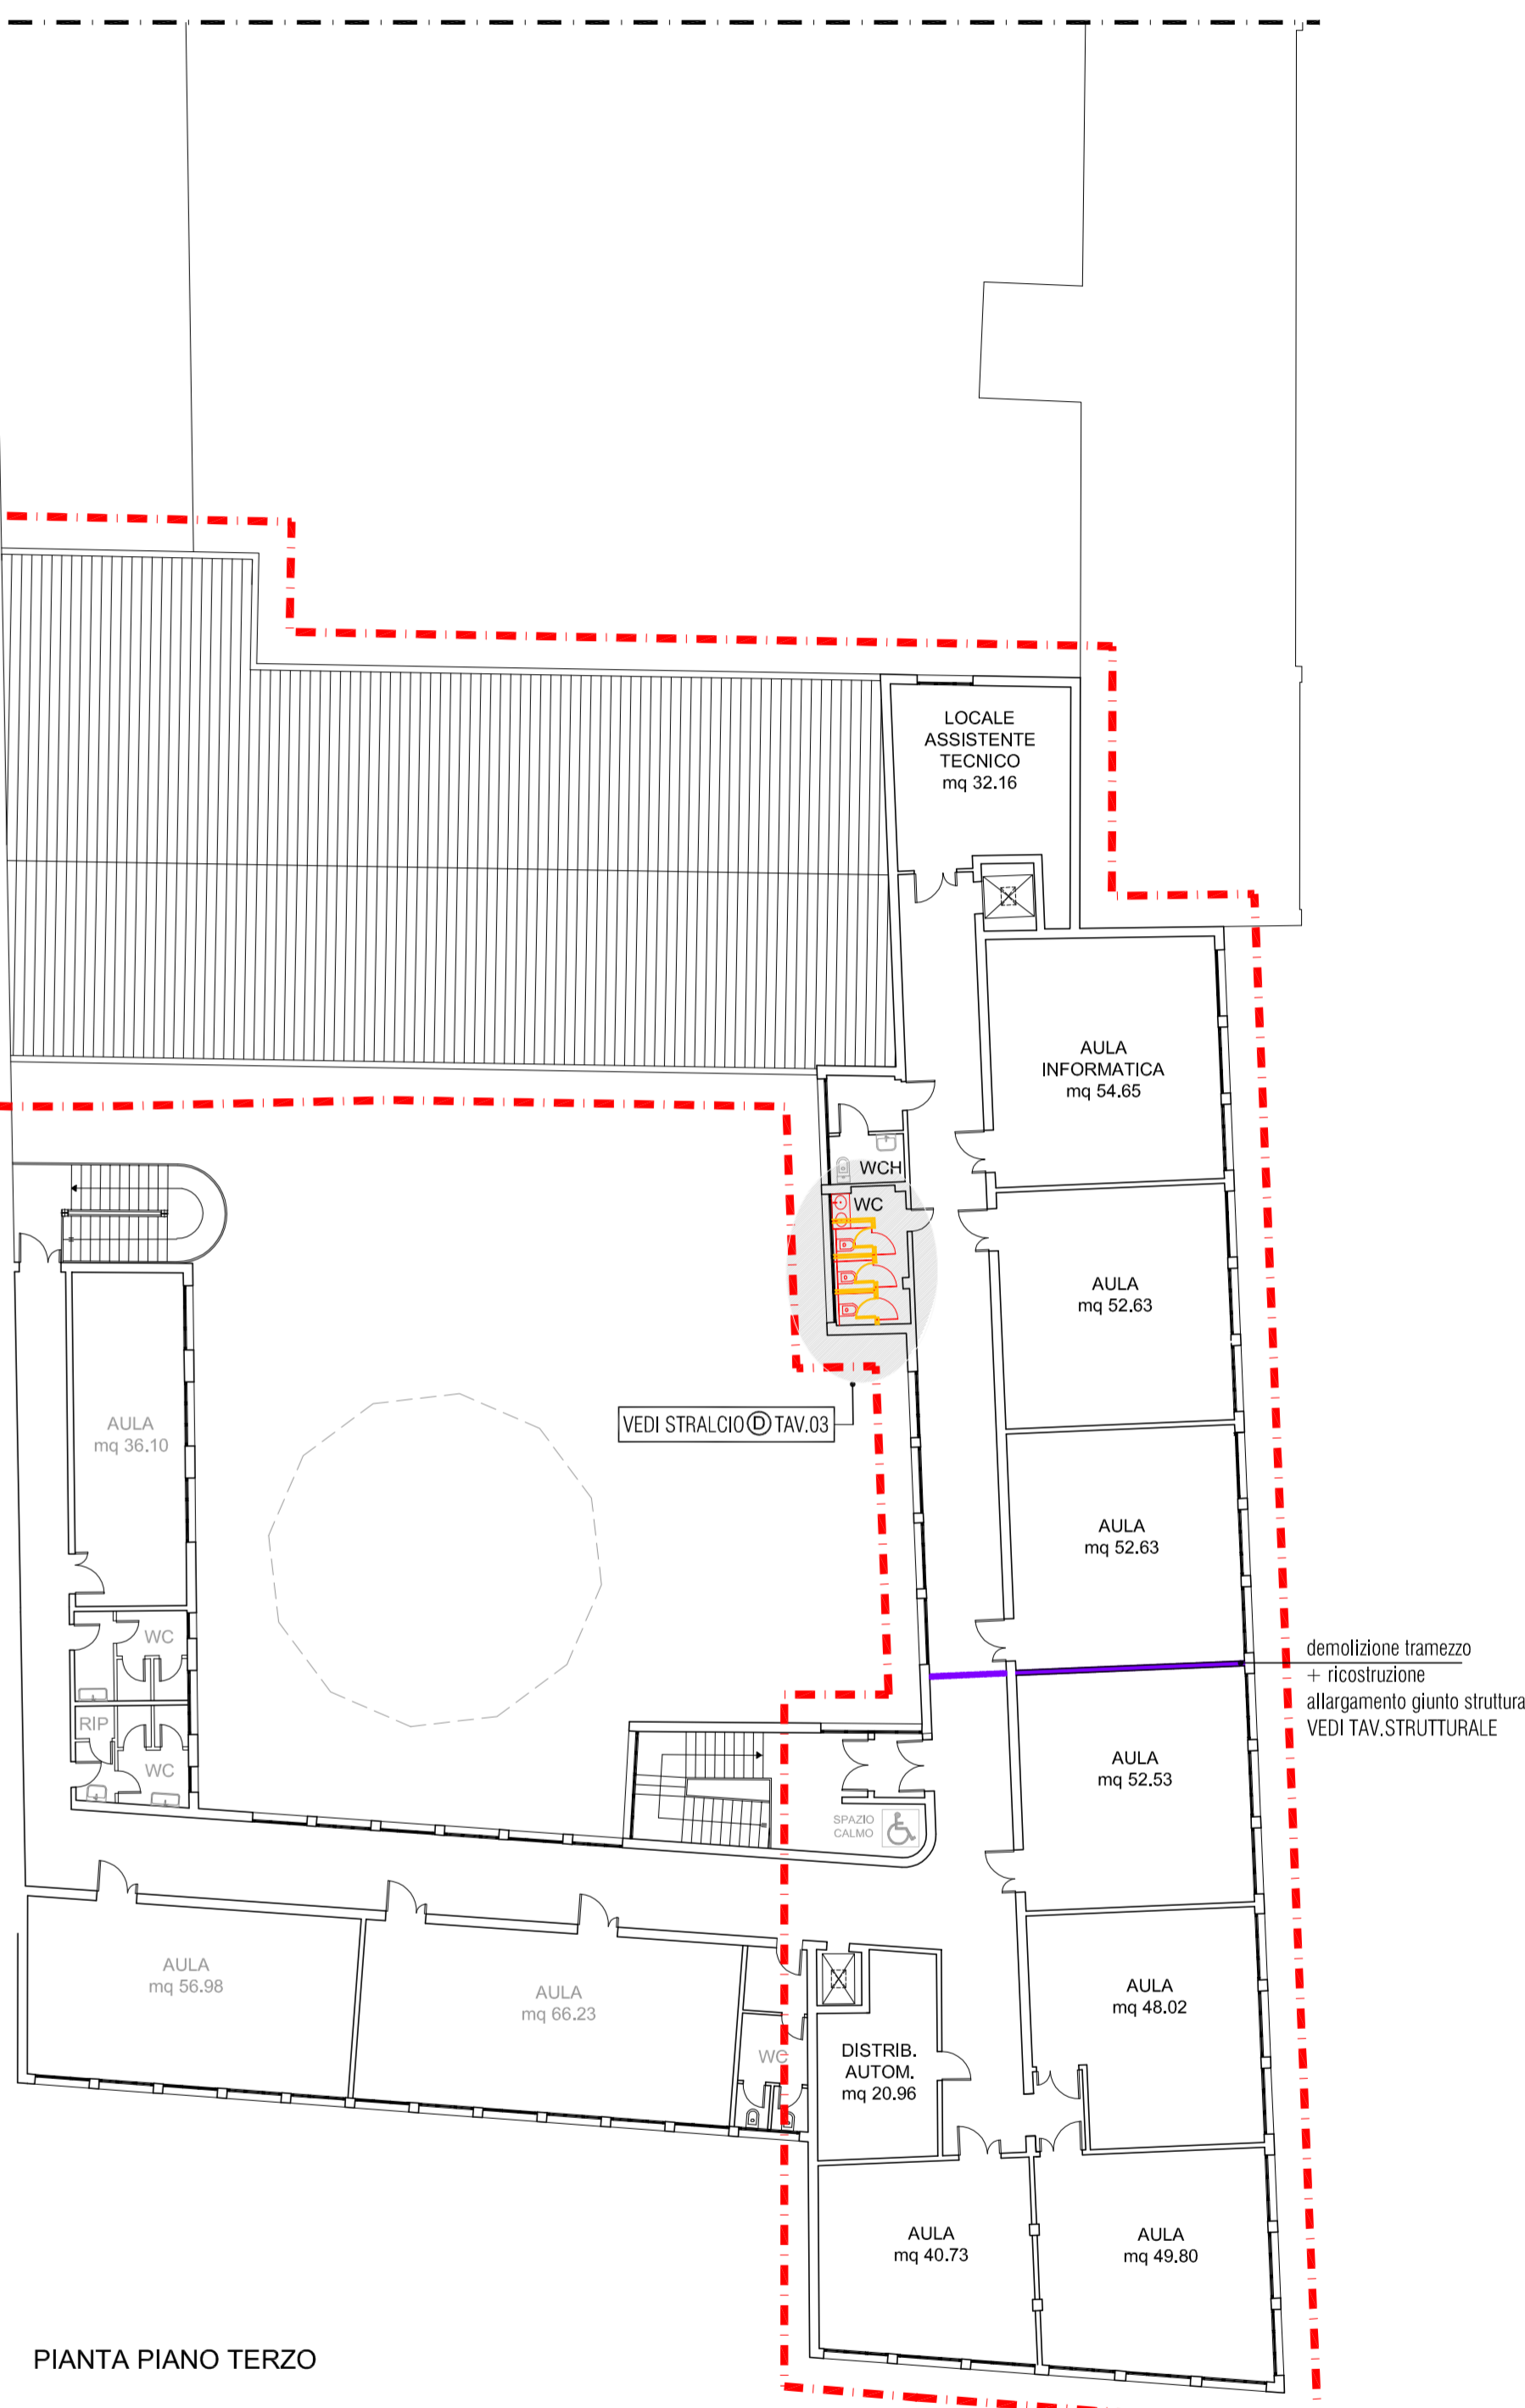 LOCALE
ASSISTENTE
TECNICO
mq 32.16
AULA
INFORMATICA
mq 54.65
WCH
WC
AULA
mq 52.63
VEDI STRALCIO D TAV.03
AULA
mq 36.10
AULA
mq 52.63
WC
RIP
WC
demolizione tramezzo
+ ricostruzione
allargamento giunto struttura
VEDI TAV.STRUTTURALE
AULA
mq 52.53
SPAZIO
CALMO
AULA
mq 56.98
AULA
mq 66.23
WC
DISTRIB.
AUTOM.
mq 20.96
AULA
mq 48.02
AULA
mq 40.73
AULA
mq 49.80
PIANTA PIANO TERZO